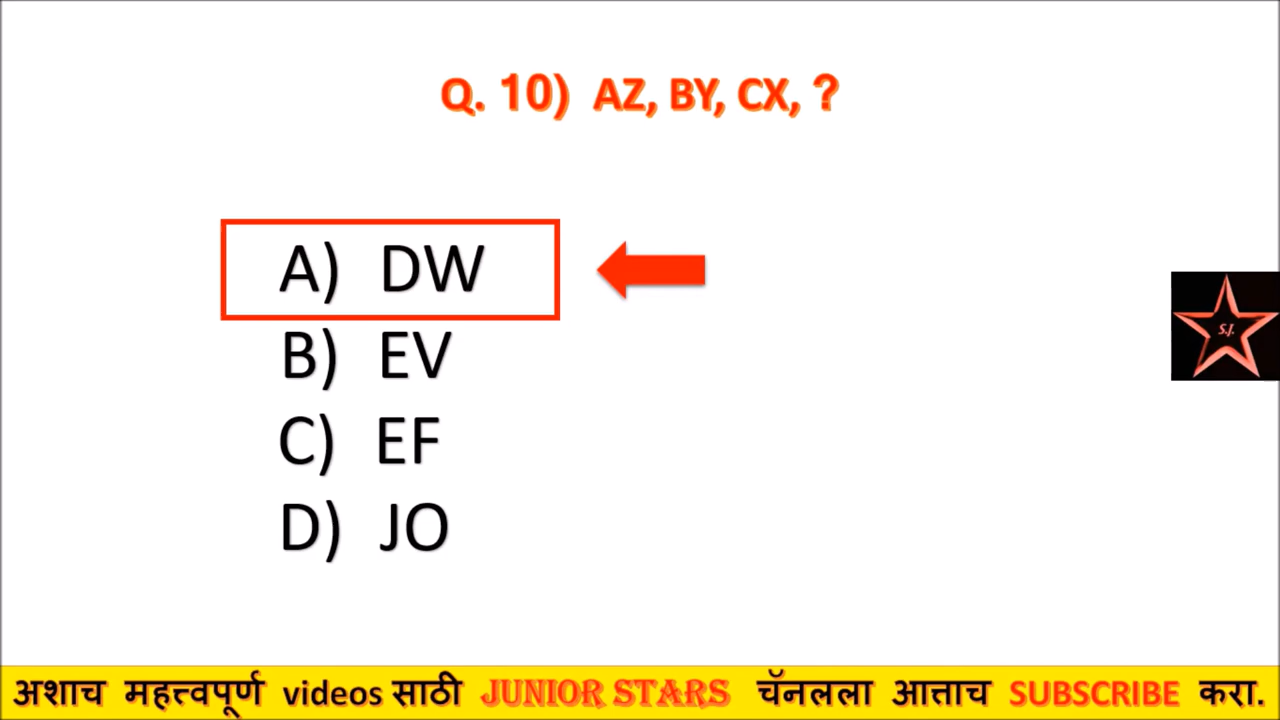 Q. 10) AZ, BY, CX, ?
A) DW
B) EV
C) EF
D) JO
S.J.
अशाच महत्त्वपूर्ण videos साठी JUNIOR STARS चॅनलला आत्ताच SUBSCRIBE करा.